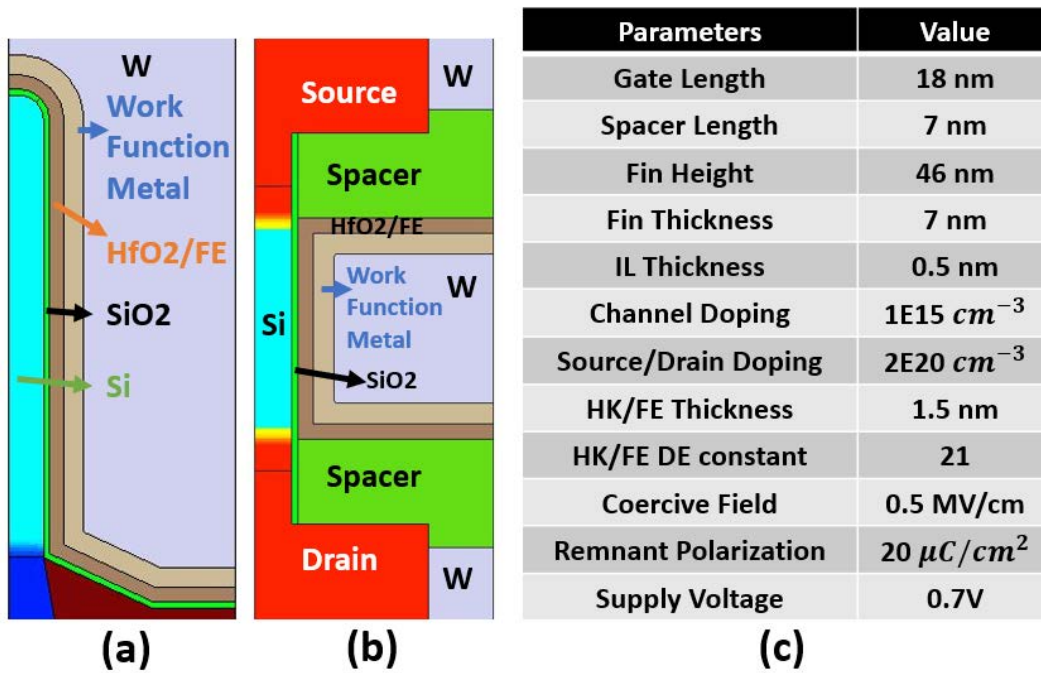 W
Work
Function
Metal
HfO2/FE
SiO2
Si
(a)
W
Source
Spacer
HfO2/FE
Work
Function
Metal
W
Si
SiO2
Spacer
Drain
W
(b)
Parameters Value
Gate Length 18 nm
Spacer Length 7 nm
Fin Height 46 nm
Fin Thickness 7 nm
IL Thickness 0.5 nm
Channel Doping 1E15 cm⁻³
Source/Drain Doping 2E20 cm⁻³
HK/FE Thickness 1.5 nm
HK/FE DE constant 21
Coercive Field 0.5 MV/cm
Remnant Polarization 20 μC/cm²
Supply Voltage 0.7V
(c)